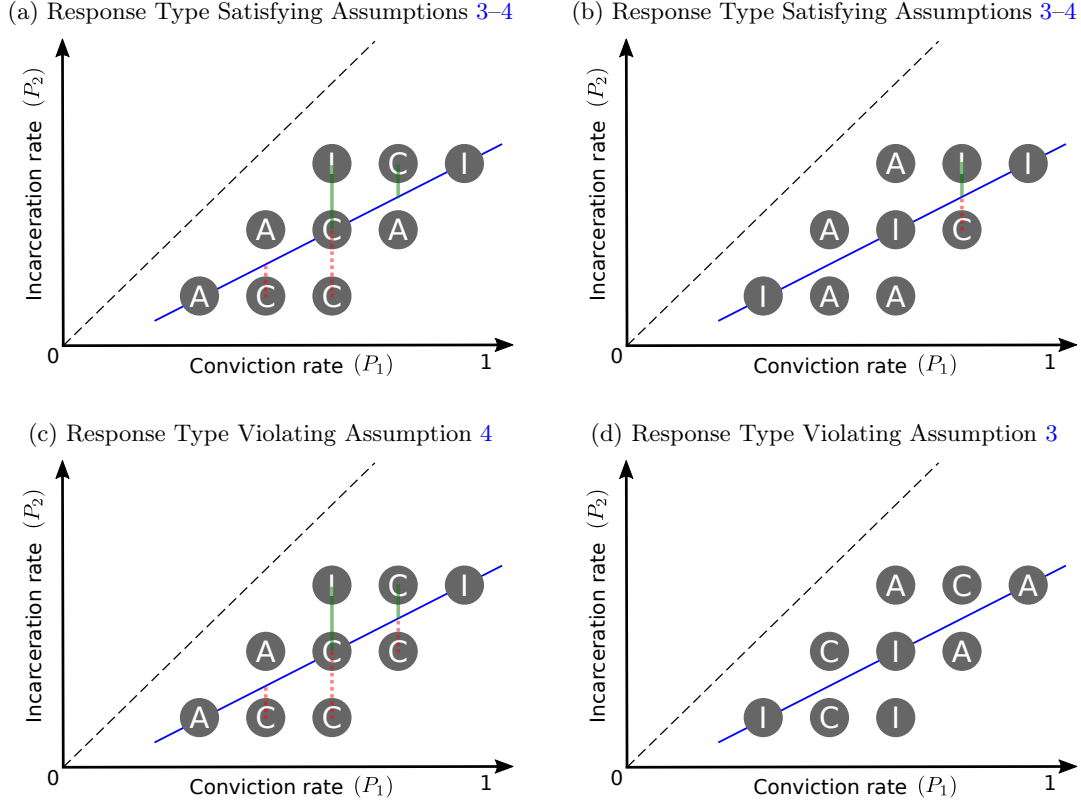 (a) Response Type Satisfying Assumptions 3–4
Incarceration rate (P₂)
I C I
A C A
A C C
0
Conviction rate (P₁)
1
(b) Response Type Satisfying Assumptions 3–4
Incarceration rate (P₂)
A I I
A I C
I A A
0
Conviction rate (P₁)
1
(c) Response Type Violating Assumption 4
Incarceration rate (P₂)
I C I
A C C
A C C
0
Conviction rate (P₁)
1
(d) Response Type Violating Assumption 3
Incarceration rate (P₂)
A C A
C I A
I C I
0
Conviction rate (P₁)
1